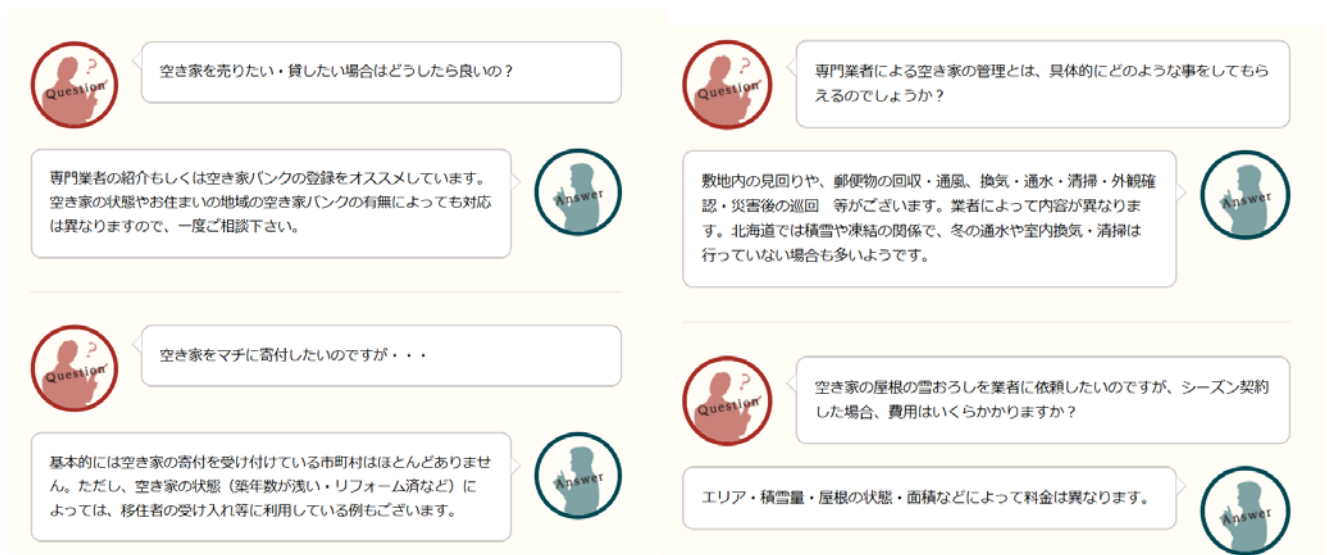 Question
空き家を売りたい・貸したい場合はどうしたら良いの？
専門業者の紹介もしくは空き家バンクの登録をオススメしています。
空き家の状態やお住まいの地域の空き家バンクの有無によっても対応
は異なりますので、一度ご相談下さい。
Answer
Question
空き家をマチに寄付したいのですが・・・
基本的には空き家の寄付を受け付けている市町村はほとんどありませ
ん。ただし、空き家の状態（築年数が浅い・リフォーム済など）に
よっては、移住者の受け入れ等に利用している例もございます。
Answer
Question
専門業者による空き家の管理とは、具体的にどのような事をしてもら
えるのでしょうか？
敷地内の見回りや、郵便物の回収・通風、換気・通水・清掃・外観確
認・災害後の巡回　等がございます。業者によって内容が異なりま
す。北海道では積雪や凍結の関係で、冬の通水や室内換気・清掃は
行っていない場合も多いようです。
Answer
Question
空き家の屋根の雪おろしを業者に依頼したいのですが、シーズン契約
した場合、費用はいくらかかりますか？
エリア・積雪量・屋根の状態・面積などによって料金は異なります。
Answer